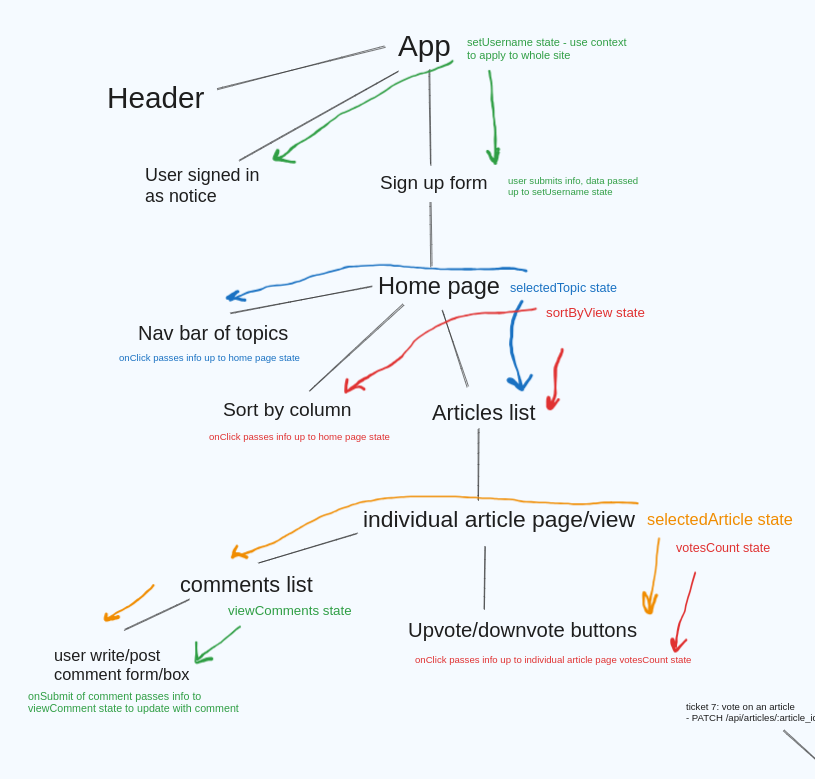 App
setUsername state - use context
to apply to whole site
Header
User signed in
as notice
Sign up form
user submits info, data passed
up to setUsername state
Home page
selectedTopic state
sortByView state
Nav bar of topics
onClick passes info up to home page state
Sort by column
onClick passes info up to home page state
Articles list
individual article page/view
selectedArticle state
votesCount state
comments list
viewComments state
Upvote/downvote buttons
onClick passes info up to individual article page votesCount state
user write/post
comment form/box
onSubmit of comment passes info to
viewComment state to update with comment
ticket 7: vote on an article
- PATCH /api/articles/:article_id